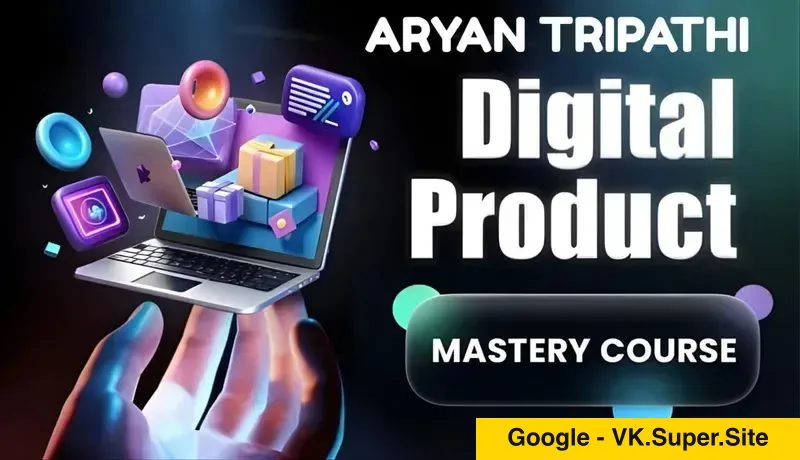 ARYAN TRIPATHI
Digital
Product
MASTERY COURSE
Google - VK.Super.Site